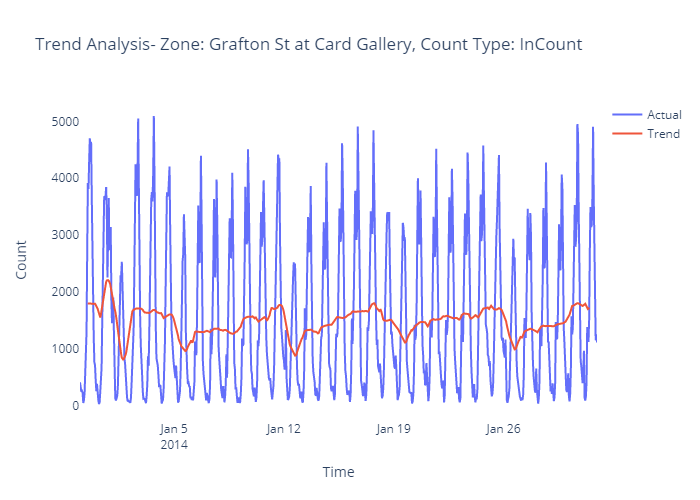 Trend Analysis- Zone: Grafton St at Card Gallery, Count Type: InCount
Actual
Trend
5000
4000
3000
2000
1000
0
Count
Jan 5
2014
Jan 12
Jan 19
Jan 26
Time